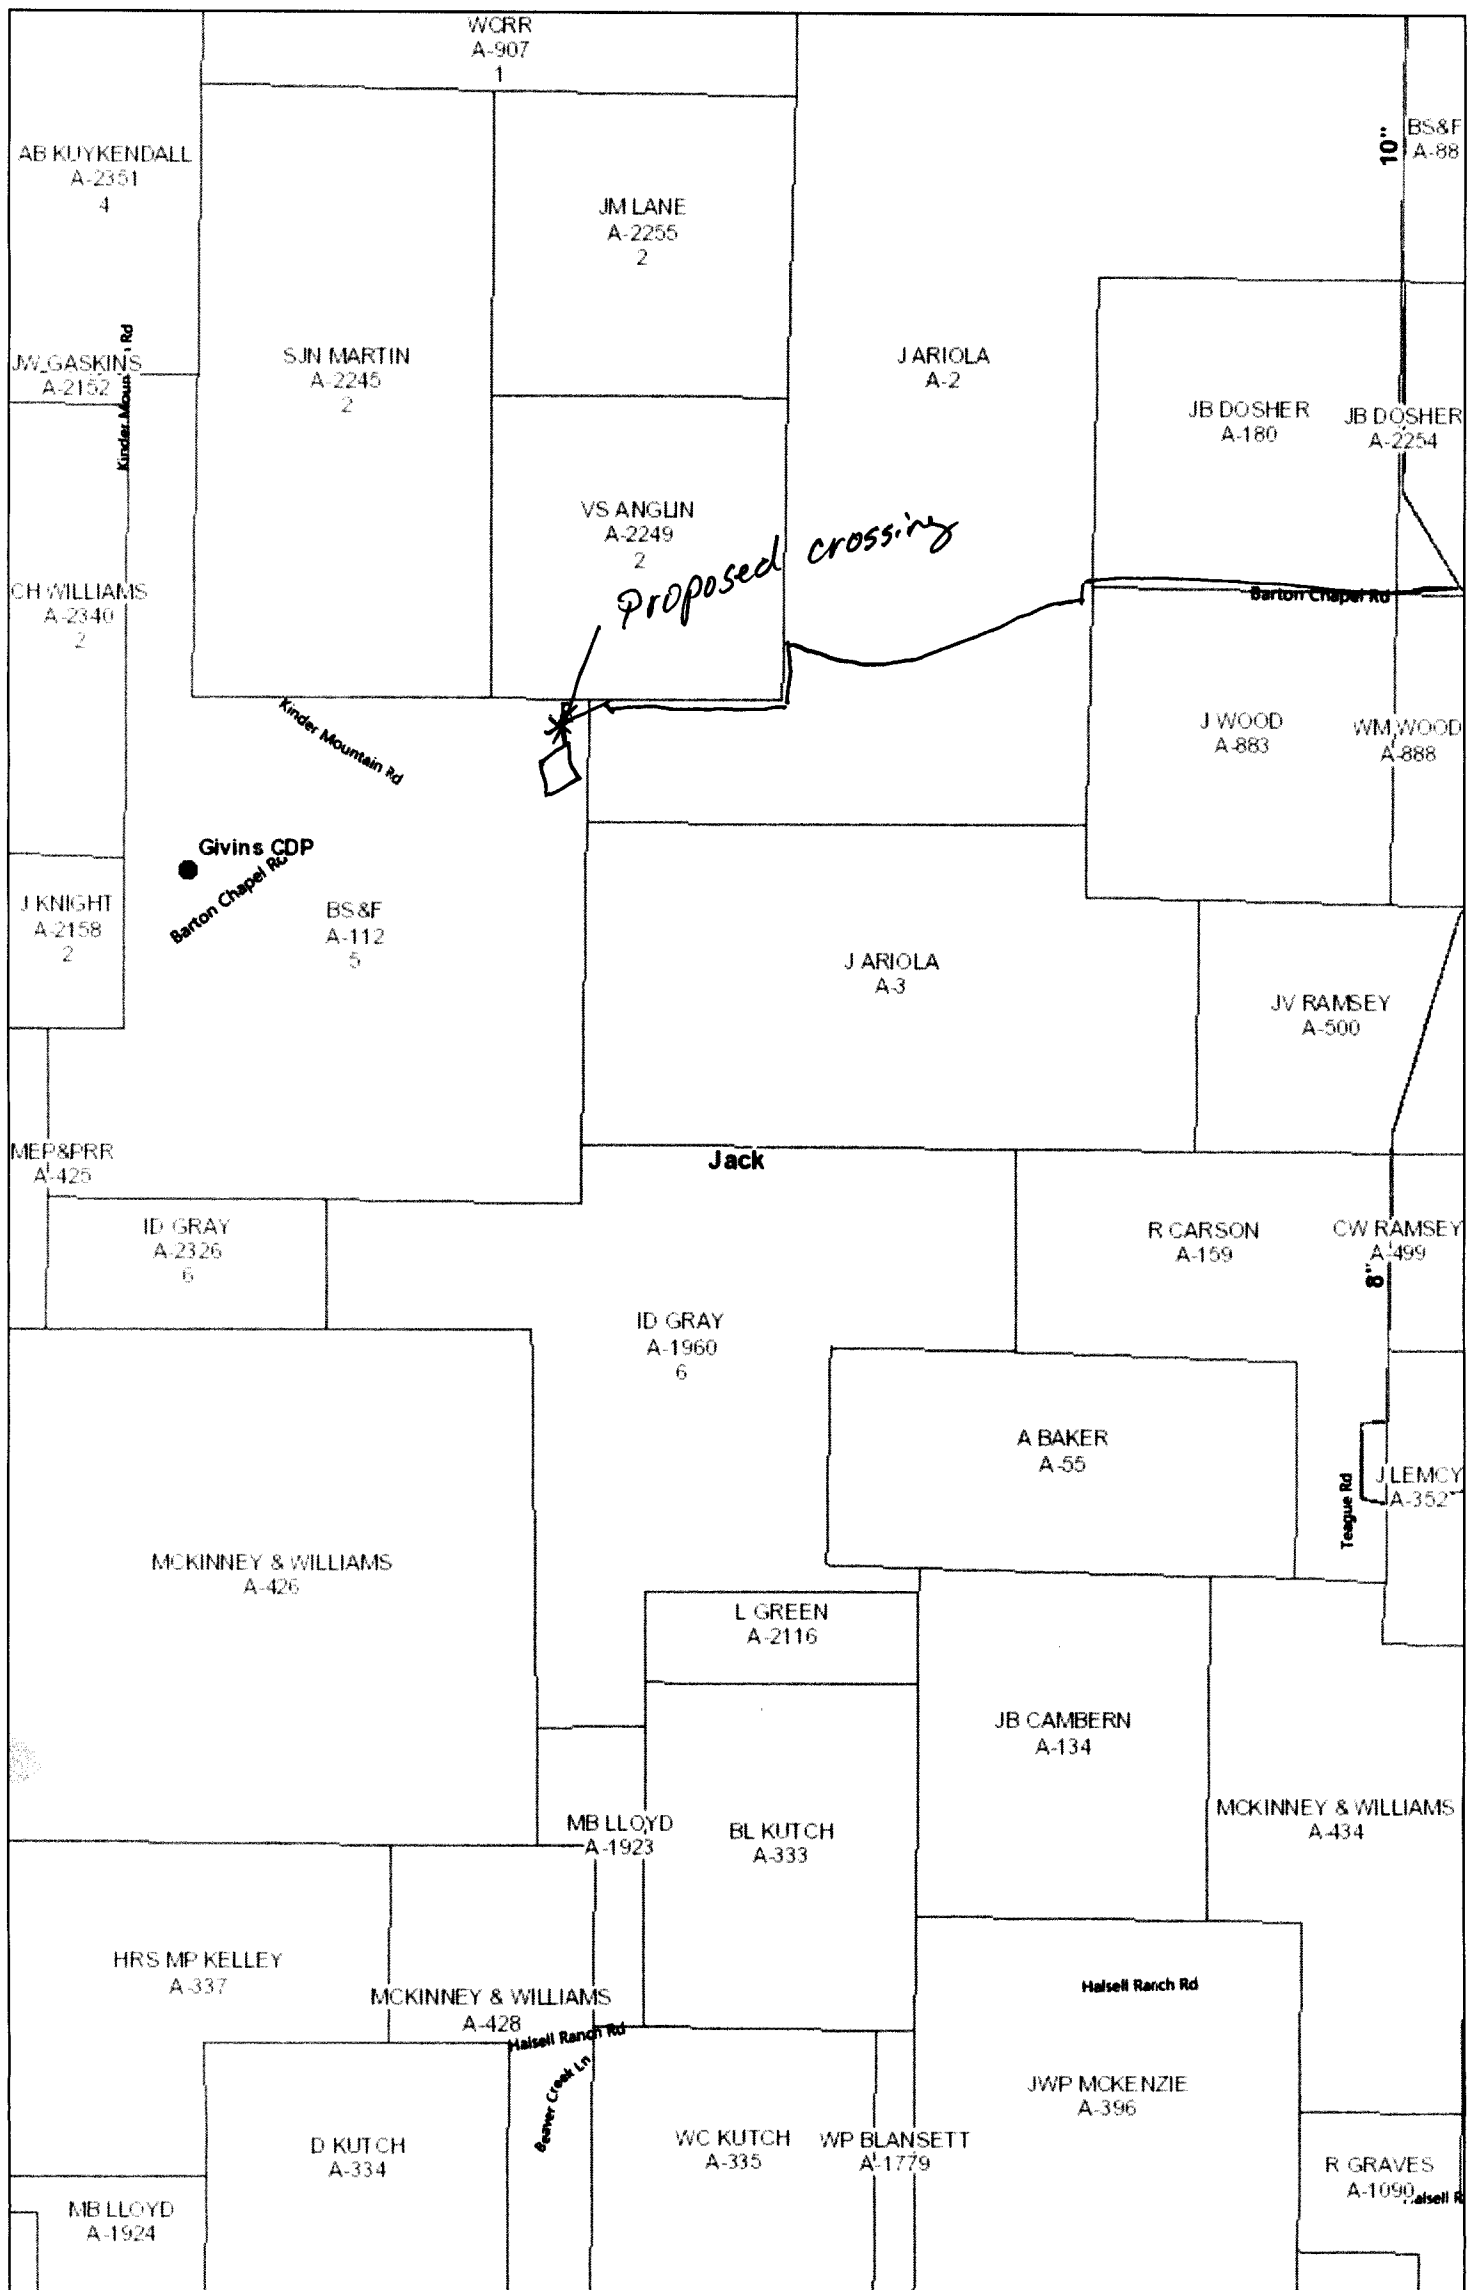 WCRR
A-907
1
10"
BS&F
A-88
AB KUYKENDALL
A-2351
4
JM LANE
A-2255
2
JW GASKINS
A-2152
Kinder Mountain Rd
SJN MARTIN
A-2245
2
J ARIOLA
A-2
JB DOSHER
A-180
JB DOSHER
A-2254
VS ANGLIN
A-2249
2
Proposed crossing
CH WILLIAMS
A-2340
2
Barton Chapel Rd
Kinder Mountain Rd
J WOOD
A-883
WM WOOD
A-888
Givins CDP
Barton Chapel Rd
J KNIGHT
A-2158
2
BS&F
A-112
5
J ARIOLA
A-3
JV RAMSEY
A-500
Jack
MEP&PRR
A-425
ID GRAY
A-2326
6
R CARSON
A-159
CW RAMSEY
A-499
8"
ID GRAY
A-1960
6
A BAKER
A-55
Teague Rd
J LEMCY
A-352
MCKINNEY & WILLIAMS
A-426
L GREEN
A-2116
JB CAMBERN
A-134
MCKINNEY & WILLIAMS
A-434
MB LLOYD
A-1923
BL KUTCH
A-333
HRS MP KELLEY
A-337
MCKINNEY & WILLIAMS
A-428
Halsell Ranch Rd
Halsell Ranch Rd
Beaver Creek Ln
JWP MCKENZIE
A-396
D KUTCH
A-334
WC KUTCH
A-335
WP BLANSETT
A-1779
R GRAVES
A-1090
Halsell R
MB LLOYD
A-1924